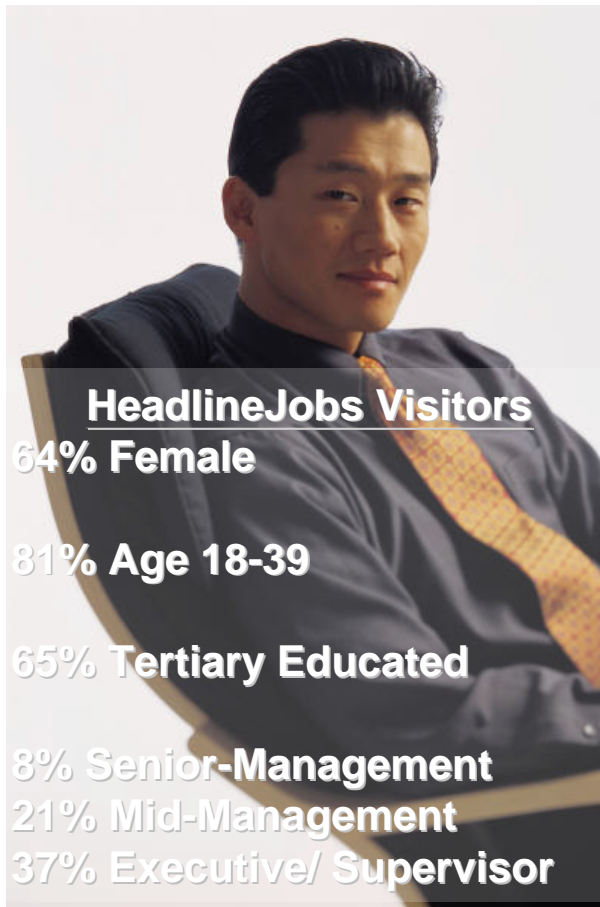 HeadlineJobs Visitors
64% Female
81% Age 18-39
65% Tertiary Educated
8% Senior-Management
21% Mid-Management
37% Executive/ Supervisor